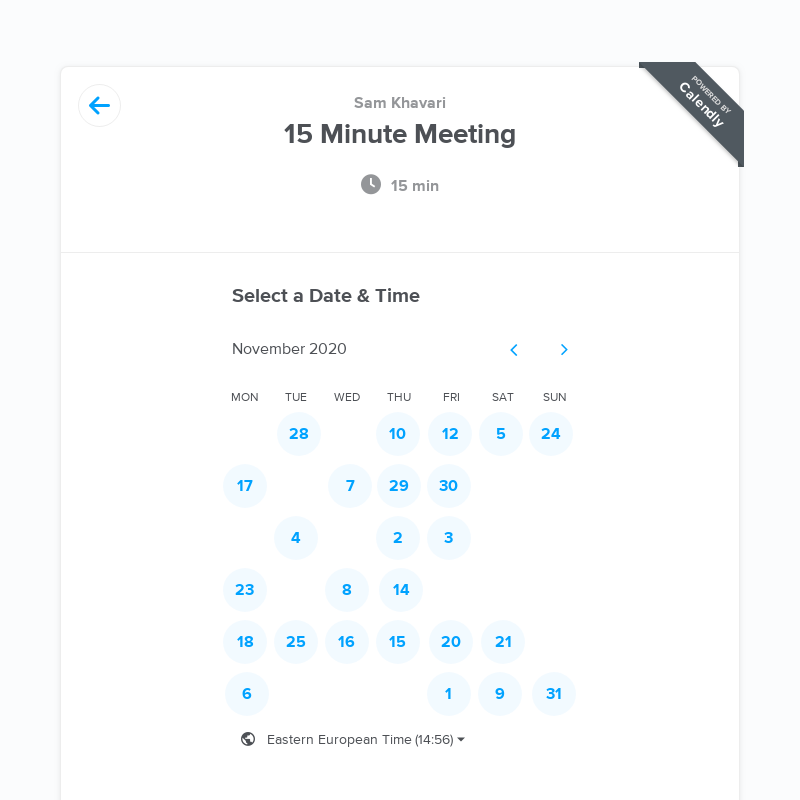 POWERED BY
Calendly
Sam Khavari
15 Minute Meeting
15 min
Select a Date & Time
November 2020
MON TUE WED THU FRI SAT SUN
28 10 12 5 24
17 7 29 30
4 2 3
23 8 14
18 25 16 15 20 21
6 1 9 31
Eastern European Time (14:56)